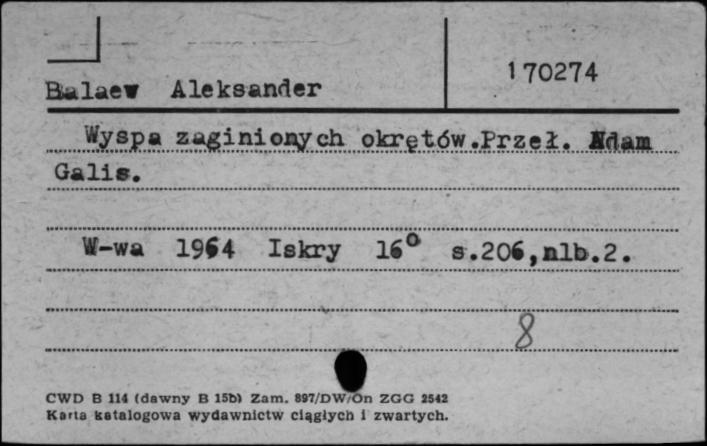 170274
Balaew Aleksander
Wyspa zaginionych okrętów.Przeł. Adam
Galis.
W-wa 1964 Iskry 16° s.206,nlb.2.
8
CWD B 114 (dawny B 15b) Zam. 897/DW/On ZGG 2542
Karta katalogowa wydawnictw ciągłych i zwartych.